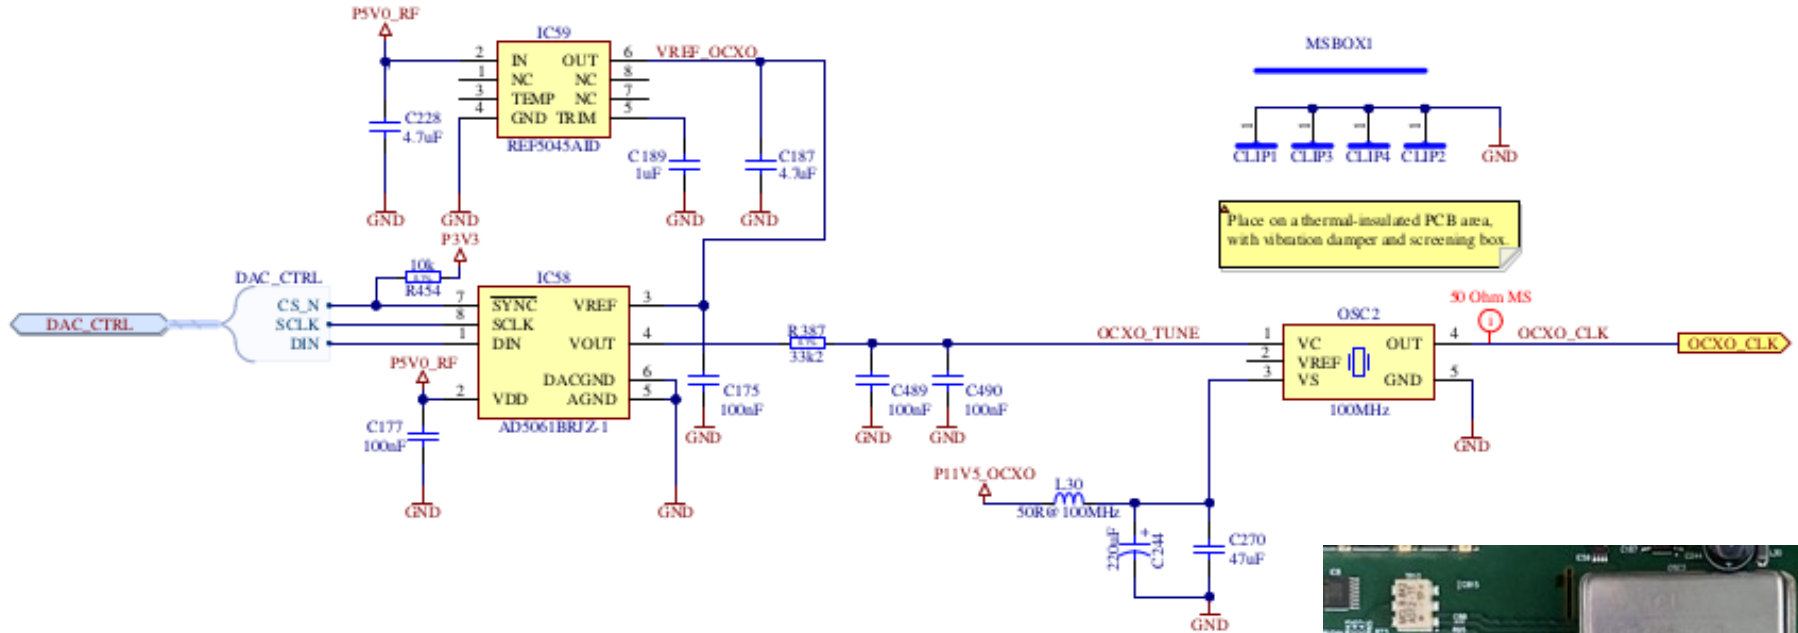 P5V0_RF
IC59
2 IN OUT 6 VREF_OCXO
1 NC NC 8
3 TEMP NC 7
4 GND TRIM 5
REF5045AID
C228
4.7uF
C189
1uF
C187
4.7uF
GND
GND
GND
GND
MSBOX1
1
1
1
1
CLIP1
CLIP3
CLIP4
CLIP2
GND
Place on a thermal-insulated PCB area,
with vibration damper and screening box.
P3V3
10k
R454
DAC_CTRL
DAC_CTRL
CS_N
SCLK
DIN
IC58
7 SYNC VREF 3
8 SCLK
1 DIN VOUT 4
DACGND 6
2 VDD AGND 5
AD5061BRJZ-1
P5V0_RF
C177
100nF
GND
GND
C175
100nF
GND
R387
33k2
C489
100nF
GND
C490
100nF
GND
OCXO_TUNE
OSC2
1 VC OUT 4
2 VREF
3 VS GND 5
100MHz
50 Ohm MS
i
OCXO_CLK
OCXO_CLK
GND
P11V5_OCXO
L30
50R@100MHz
220uF
+
C244
C270
47uF
GND